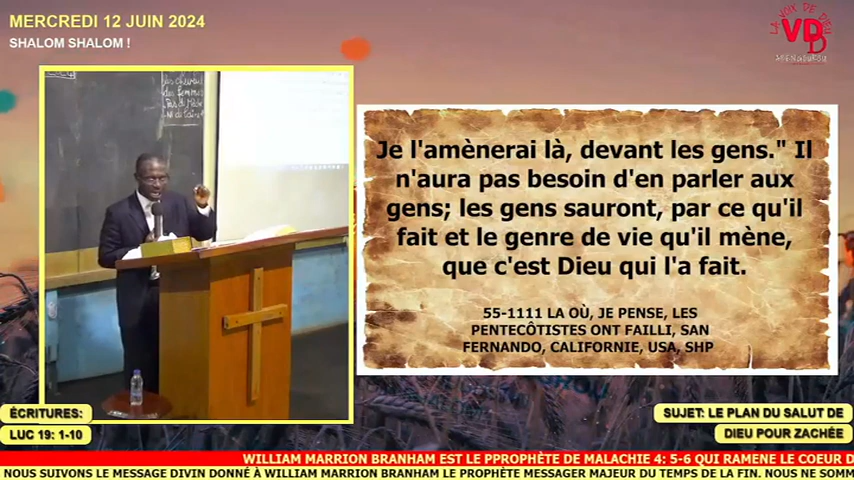 MERCREDI 12 JUIN 2024
SHALOM SHALOM !
LA VOIX DE DIEU
VDD
Je l'amènerai là, devant les gens." Il
n'aura pas besoin d'en parler aux
gens; les gens sauront, par ce qu'il
fait et le genre de vie qu'il mène,
que c'est Dieu qui l'a fait.
55-1111 LA OÙ, JE PENSE, LES
PENTECÔTISTES ONT FAILLI, SAN
FERNANDO, CALIFORNIE, USA, SHP
ÉCRITURES:
LUC 19: 1-10
SUJET: LE PLAN DU SALUT DE
DIEU POUR ZACHÉE
WILLIAM MARRION BRANHAM EST LE PPROPHÈTE DE MALACHIE 4: 5-6 QUI RAMENE LE COEUR D
NOUS SUIVONS LE MESSAGE DIVIN DONNÉ À WILLIAM MARRION BRANHAM LE PROPHÈTE MESSAGER MAJEUR DU TEMPS DE LA FIN. NOUS NE SOMM